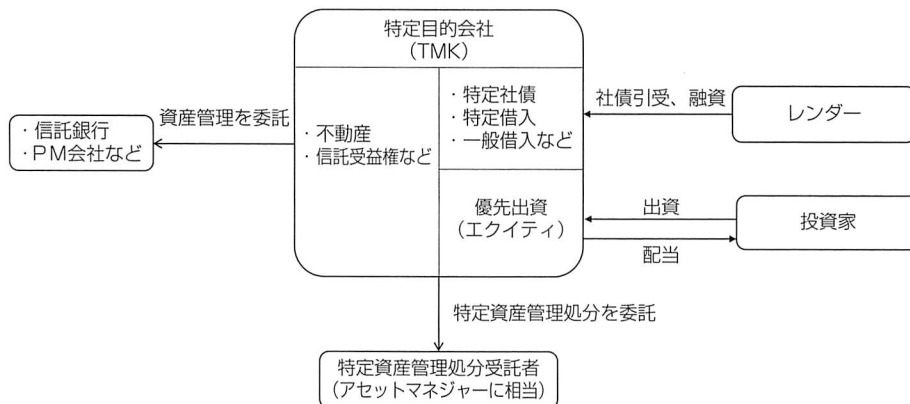 特定目的会社
（TMK）
・不動産
・信託受益権など
・特定社債
・特定借入
・一般借入など
優先出資
（エクイティ）
社債引受、融資
レンダー
資産管理を委託
・信託銀行
・PM会社など
出資
配当
投資家
特定資産管理処分を委託
特定資産管理処分受託者
（アセットマネジャーに相当）